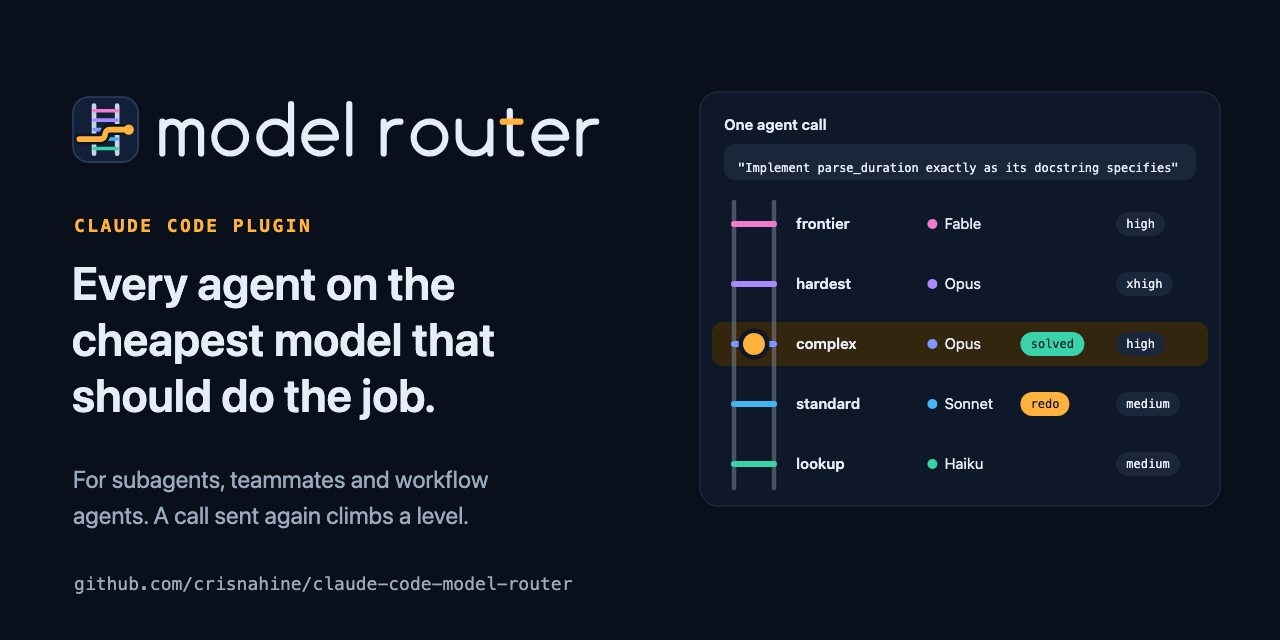 model router
CLAUDE CODE PLUGIN
Every agent on the
cheapest model that
should do the job.
For subagents, teammates and workflow
agents. A call sent again climbs a level.
github.com/crisnahine/claude-code-model-router
One agent call
"Implement parse_duration exactly as its docstring specifies"
frontier Fable high
hardest Opus xhigh
complex Opus solved high
standard Sonnet redo medium
lookup Haiku medium